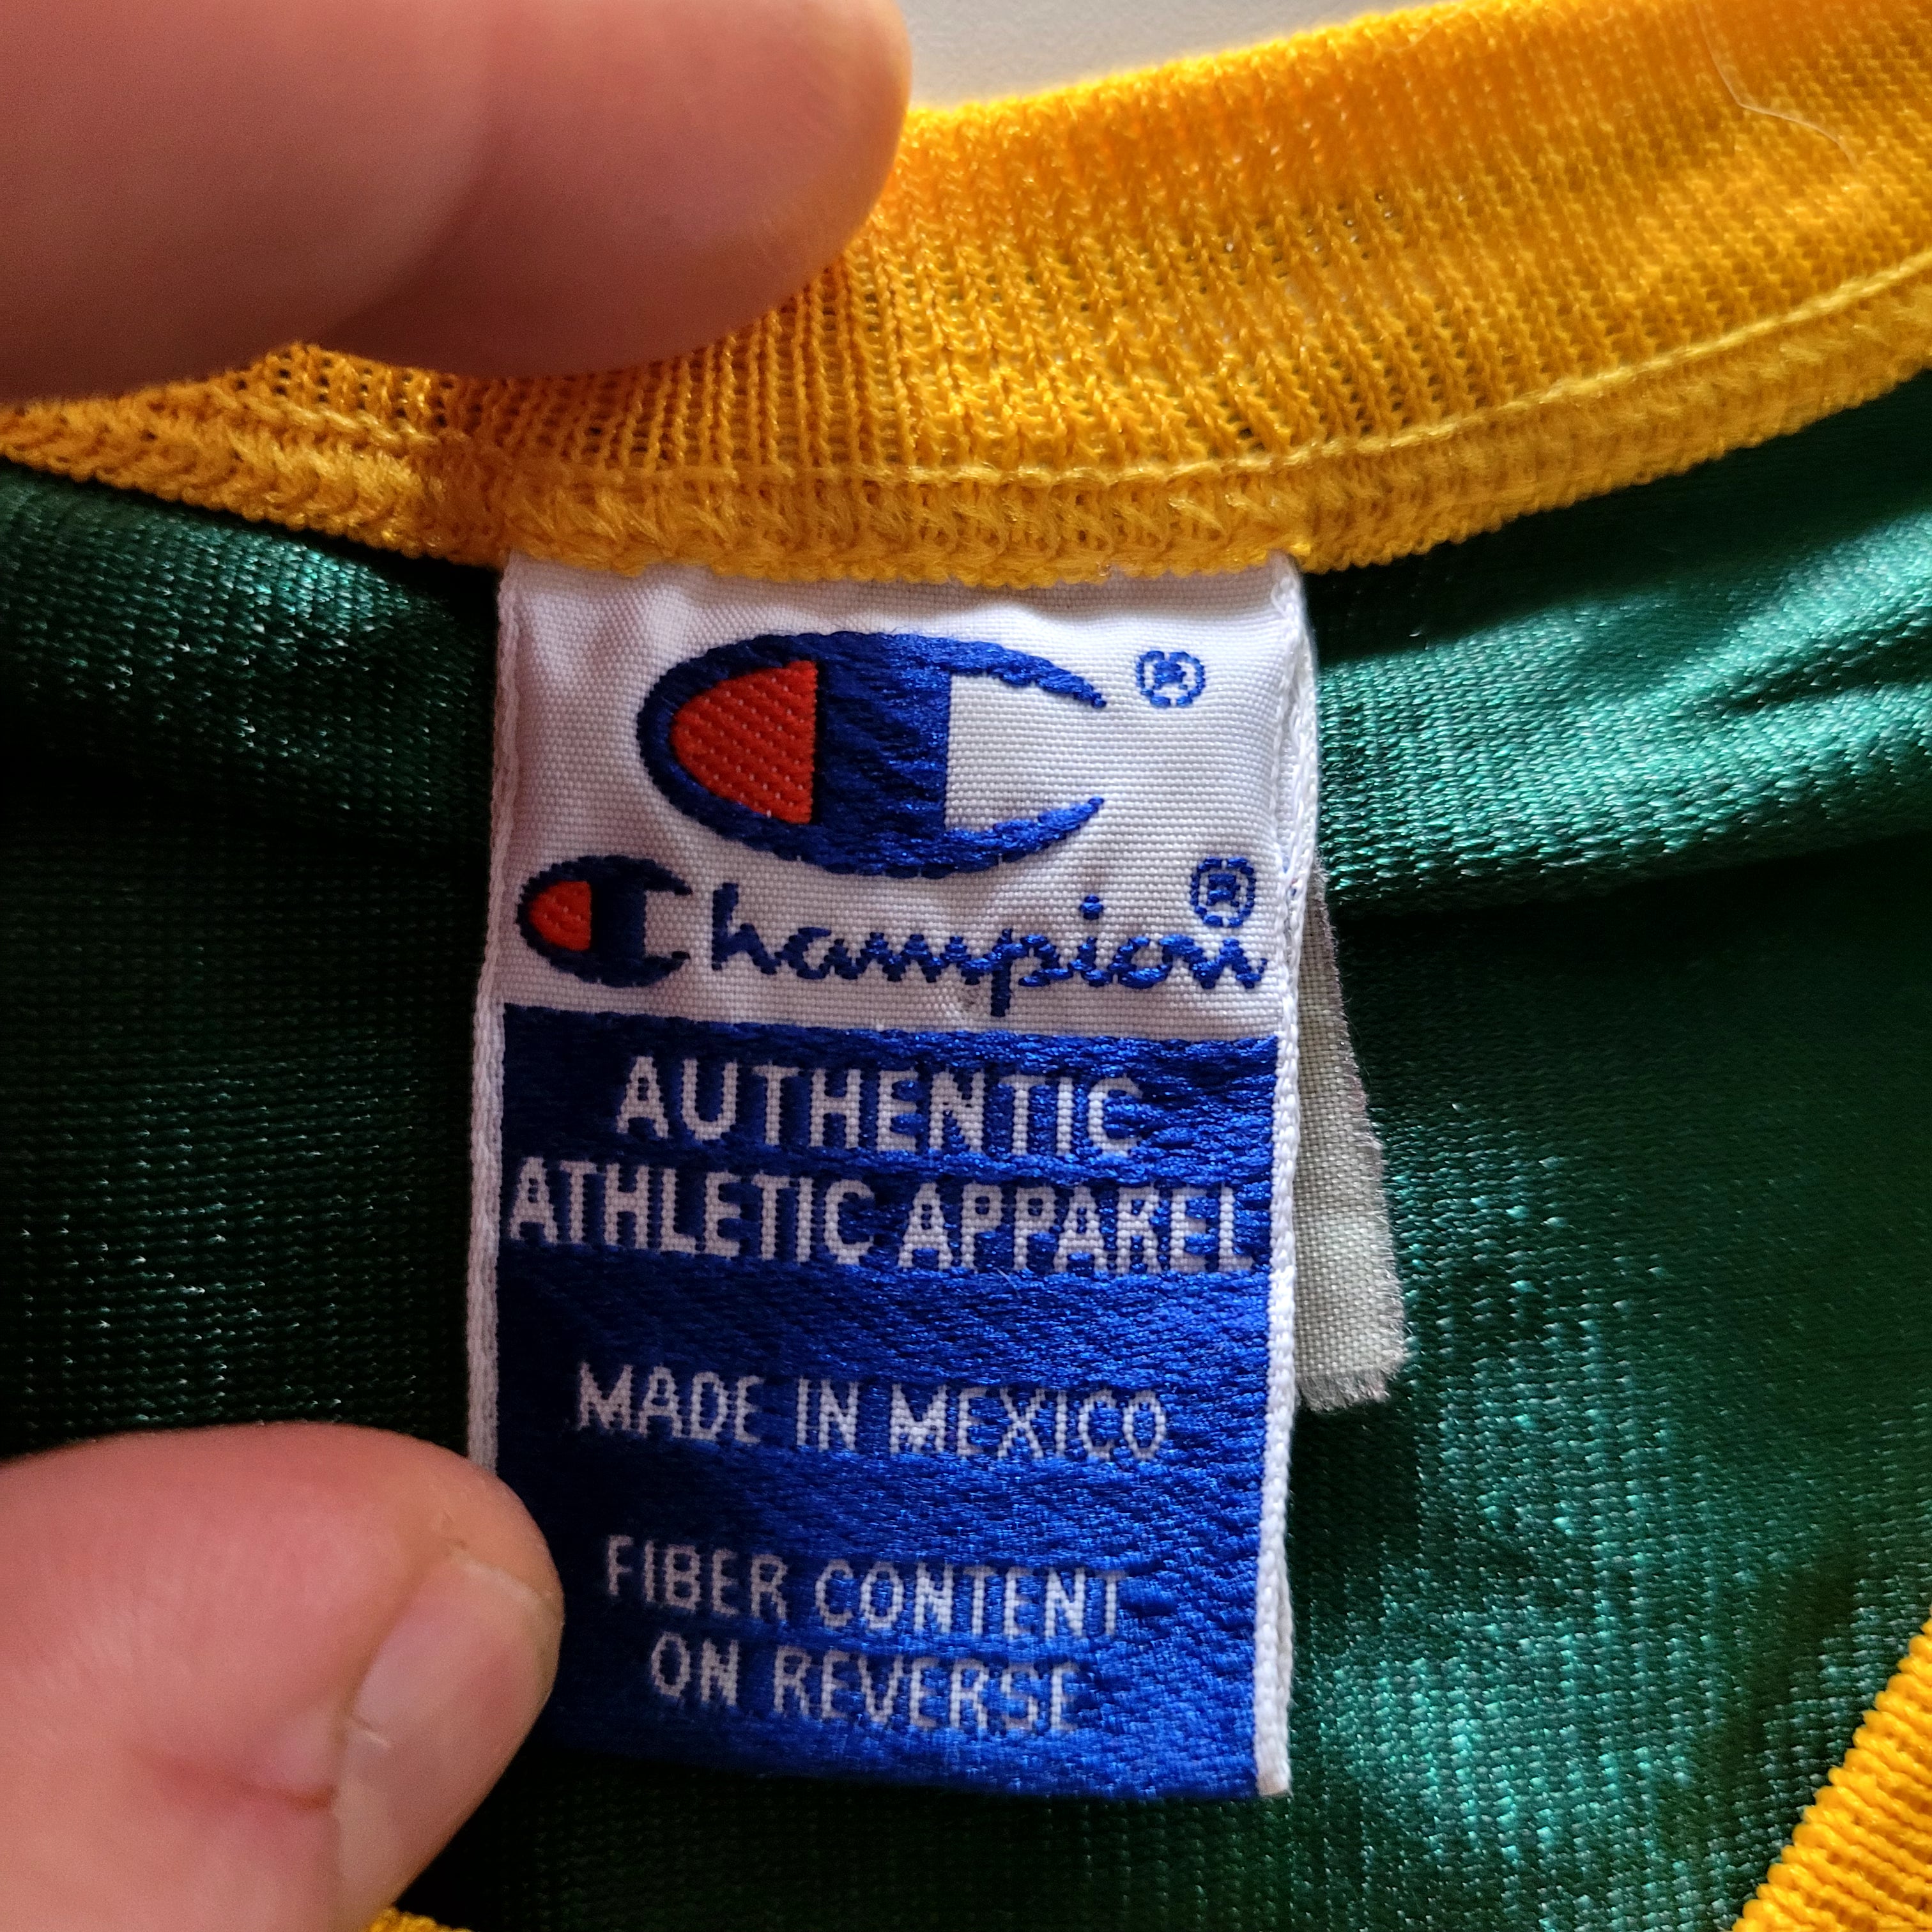 ®
Champion®
AUTHENTIC
ATHLETIC APPAREL
MADE IN MEXICO
FIBER CONTENT
ON REVERSE